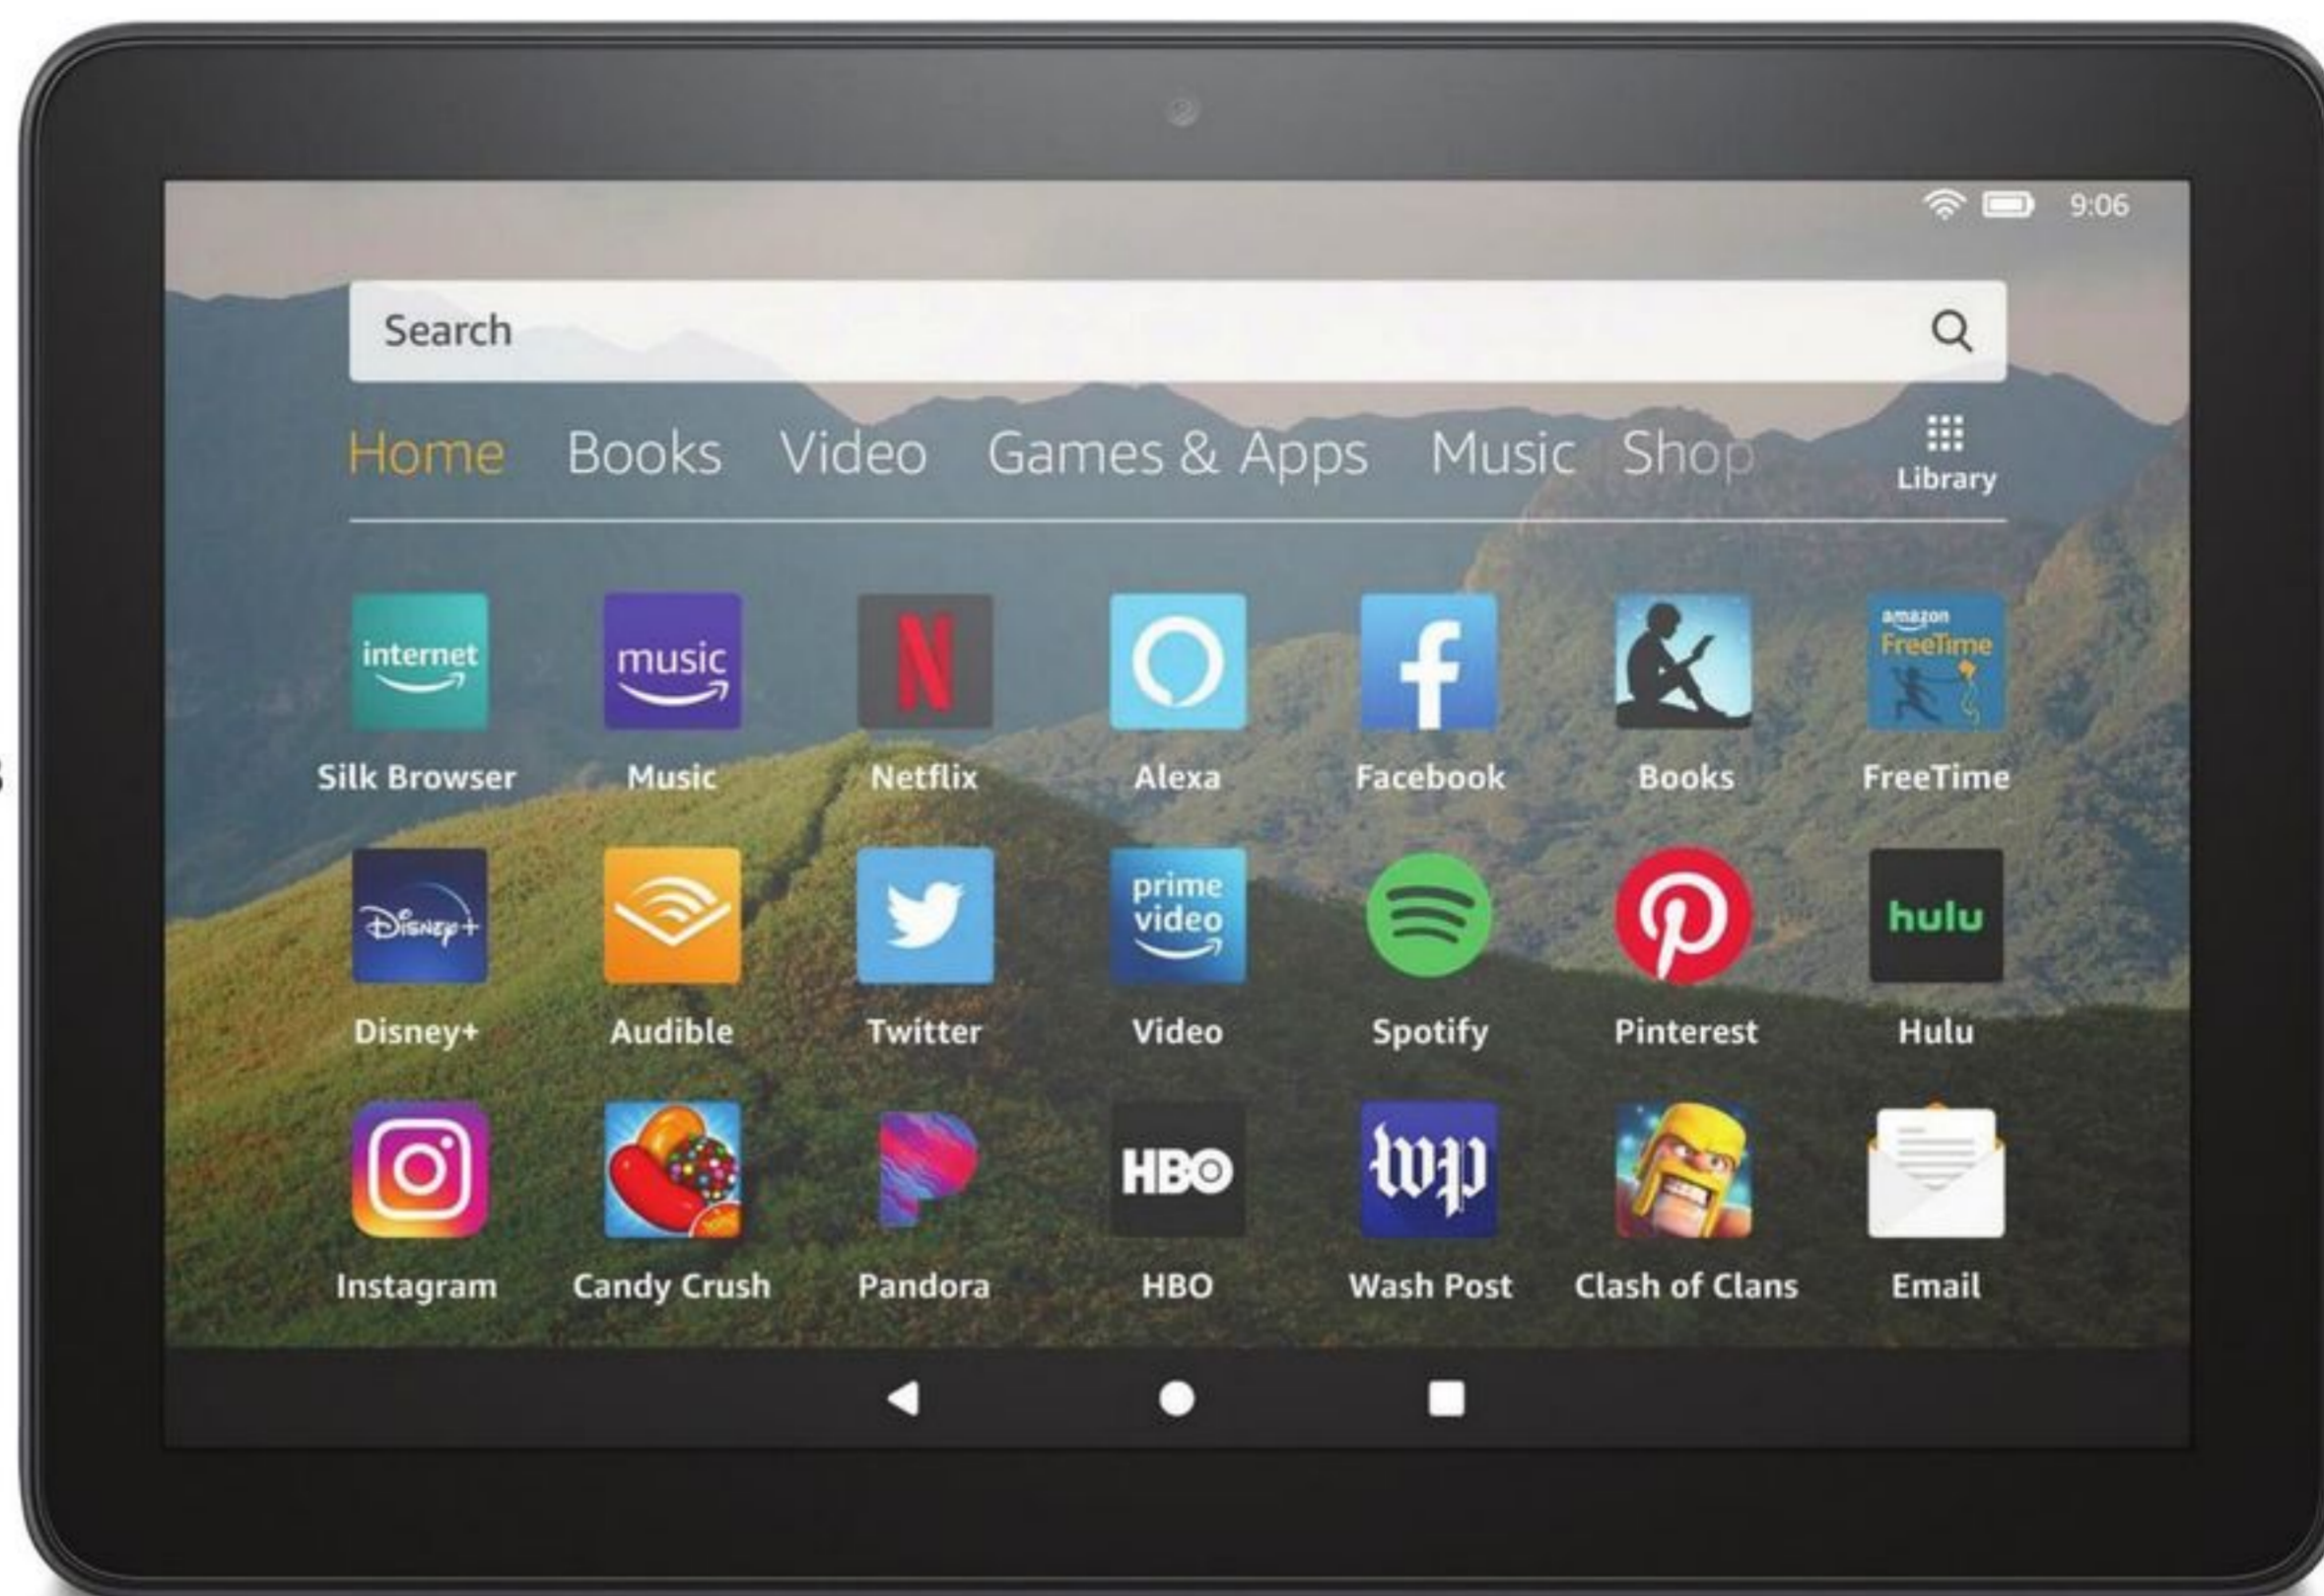 9:06
Search
Home Books Video Games & Apps Music Shop
Library
internet music N f amazon
FreeTime
Silk Browser Music Netflix Alexa Facebook Books FreeTime
Disney+ prime
video hulu
Disney+ Audible Twitter Video Spotify Pinterest Hulu
HBO wp
Instagram Candy Crush Pandora HBO Wash Post Clash of Clans Email